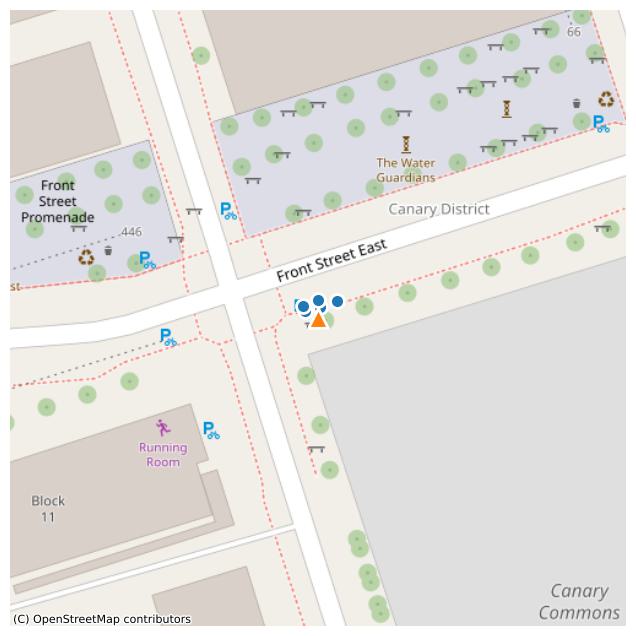 66
The Water
Guardians
Front
Street
Promenade
Canary District
446
Front Street East
st
Running
Room
Block
11
Canary
Commons
(C) OpenStreetMap contributors